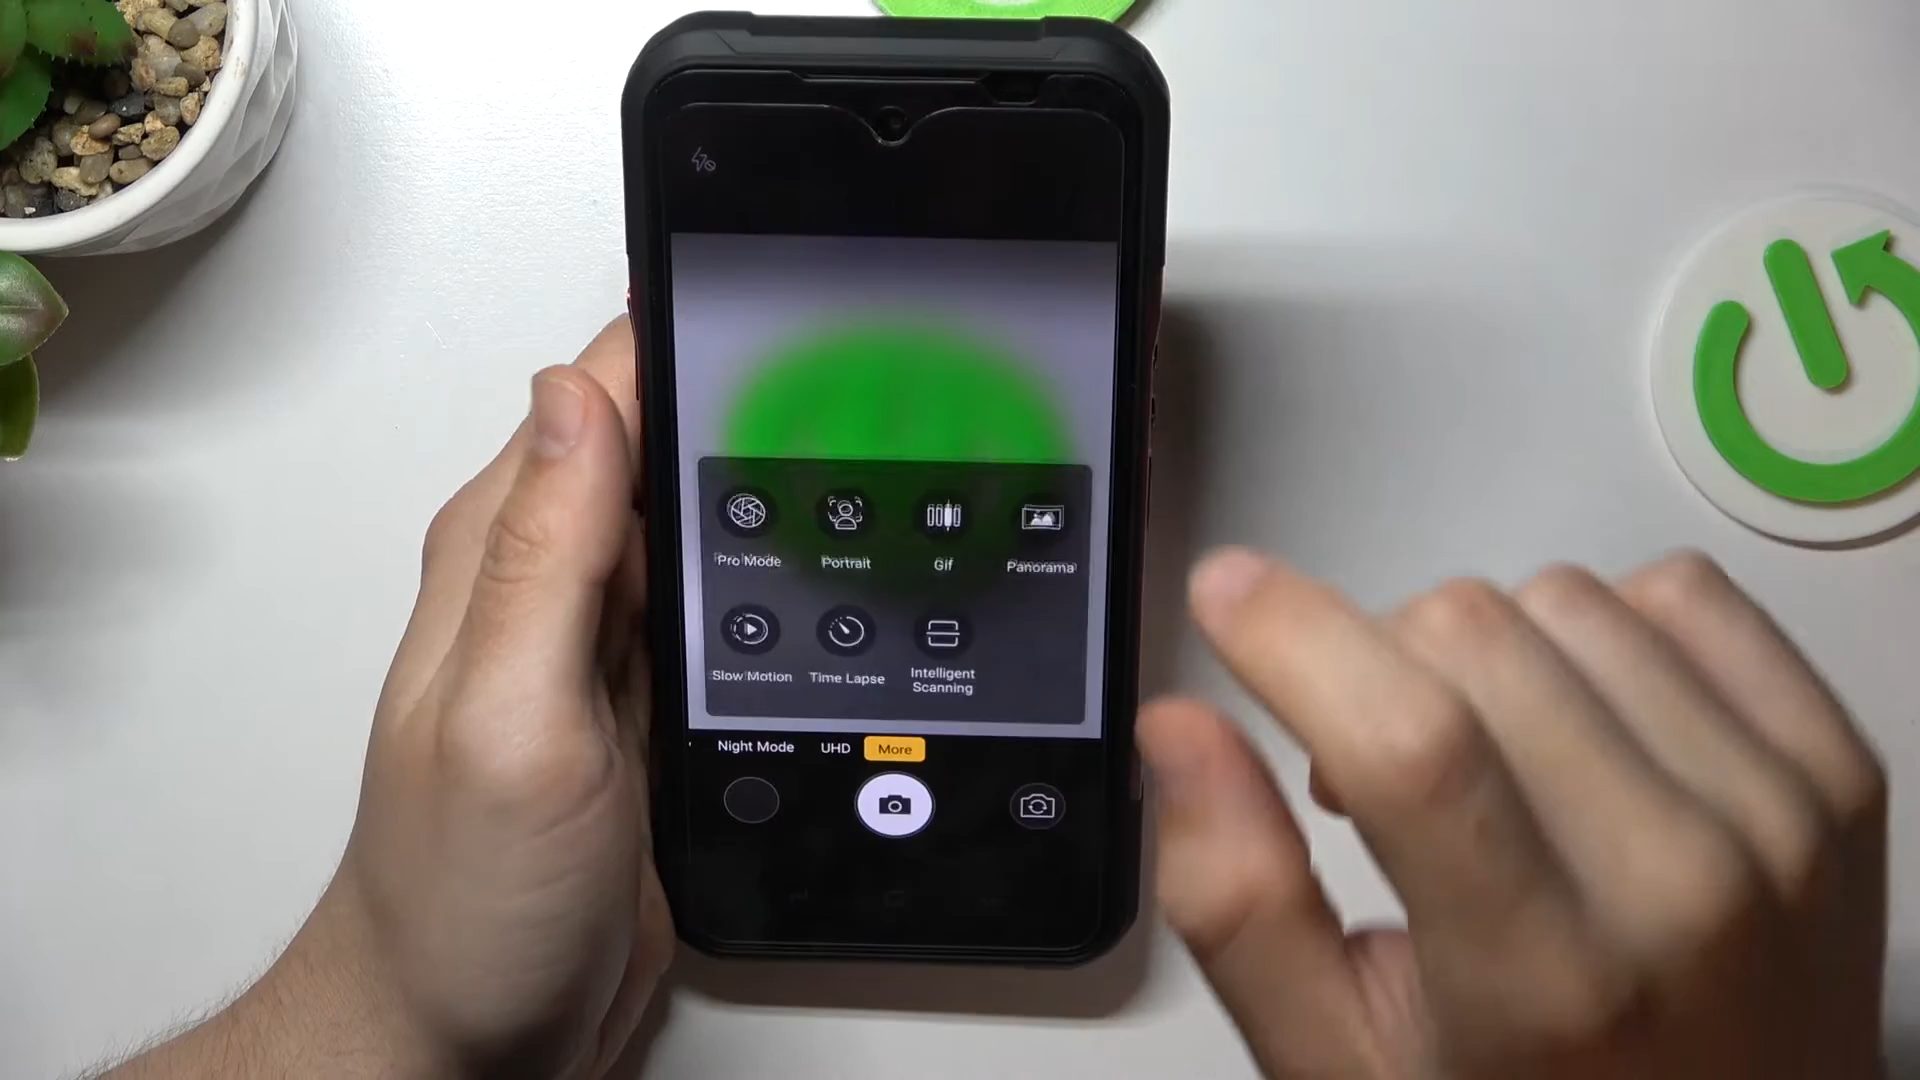 Pro Mode Portrait Gif Panorama
Slow Motion Time Lapse Intelligent
Scanning
Night Mode UHD More